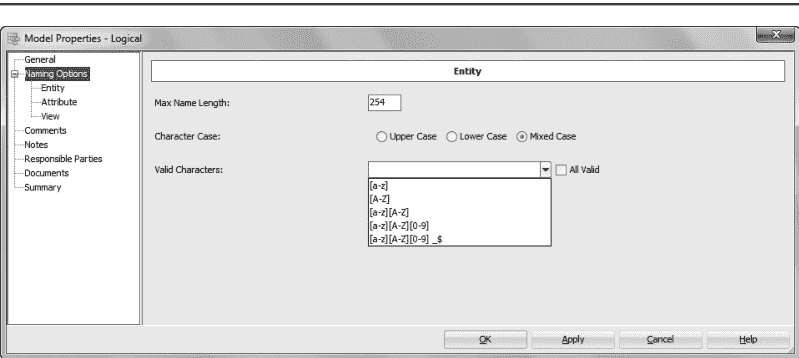 Model Properties - Logical
General
Naming Options
Entity
Attribute
View
Comments
Notes
Responsible Parties
Documents
Summary
Entity
Max Name Length: 254
Character Case: Upper Case Lower Case Mixed Case
Valid Characters: All Valid
[a-z]
[A-Z]
[a-z][A-Z]
[a-z][A-Z][0-9]
[a-z][A-Z][0-9] _$
OK Apply Cancel Help